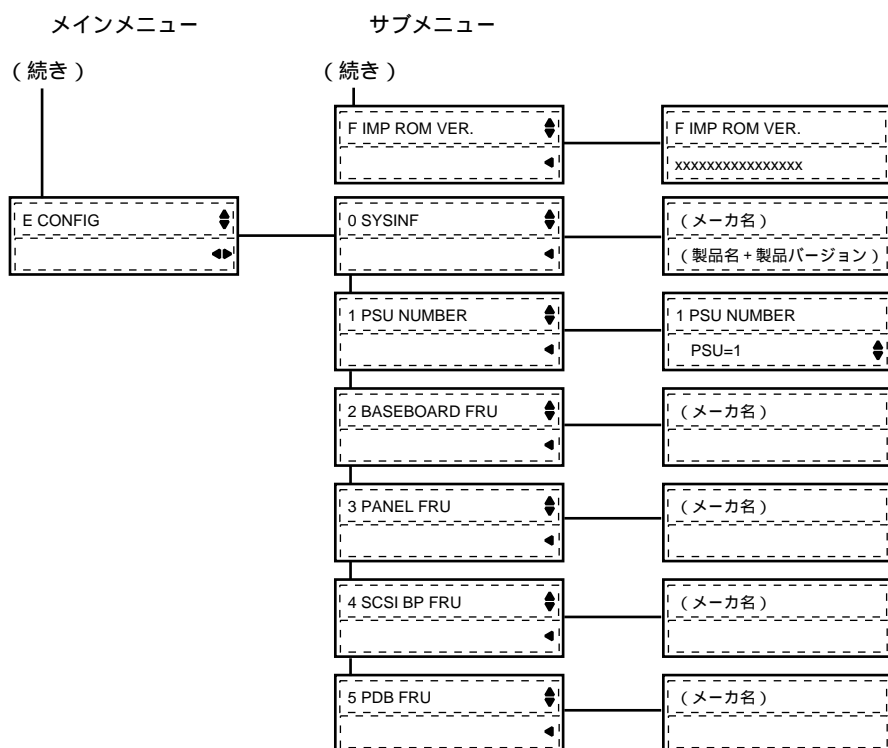 メインメニュー
サブメニュー
(続き)
(続き)
F IMP ROM VER.
F IMP ROM VER.
xxxxxxxxxxxxxxxx
E CONFIG
0 SYSINF
(メーカ名)
(製品名+製品バージョン)
1 PSU NUMBER
1 PSU NUMBER
PSU=1
2 BASEBOARD FRU
(メーカ名)
3 PANEL FRU
(メーカ名)
4 SCSI BP FRU
(メーカ名)
5 PDB FRU
(メーカ名)